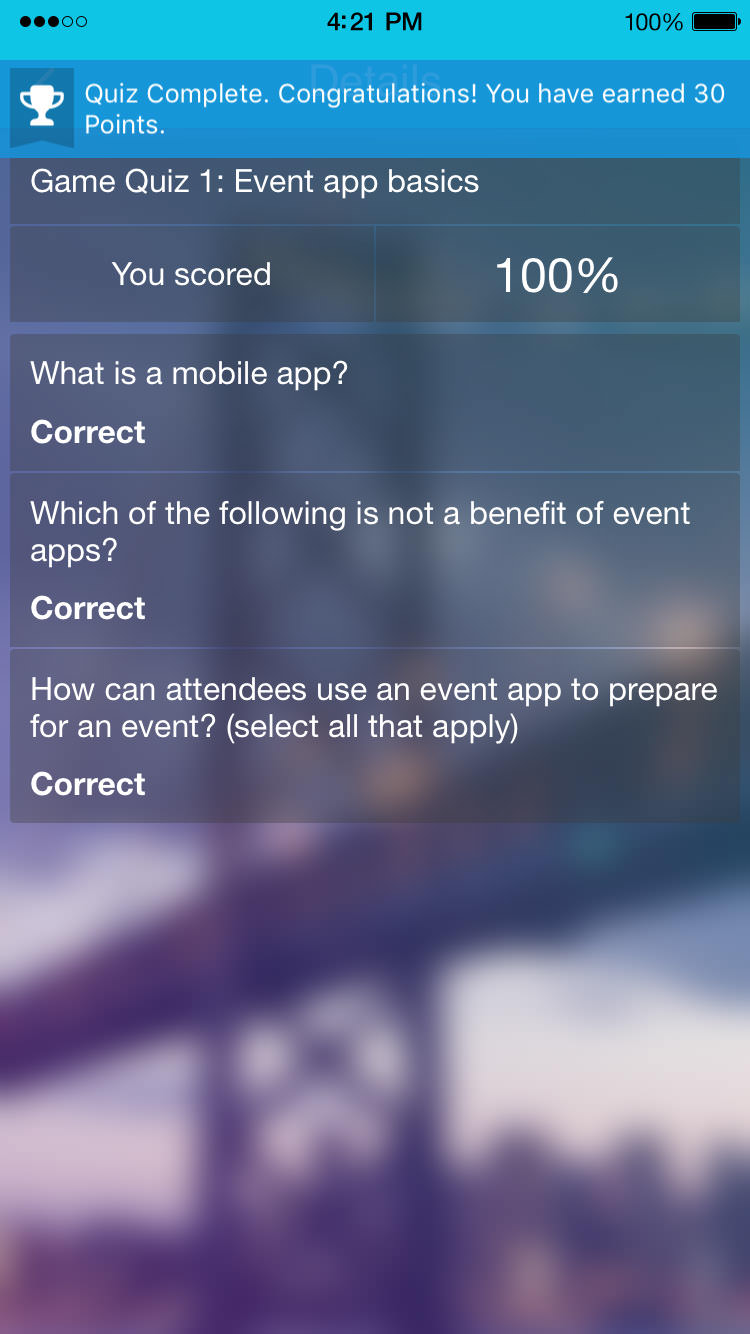 4:21 PM
100%
Details
Quiz Complete. Congratulations! You have earned 30
Points.
Game Quiz 1: Event app basics
You scored
100%
What is a mobile app?
Correct
Which of the following is not a benefit of event
apps?
Correct
How can attendees use an event app to prepare
for an event? (select all that apply)
Correct